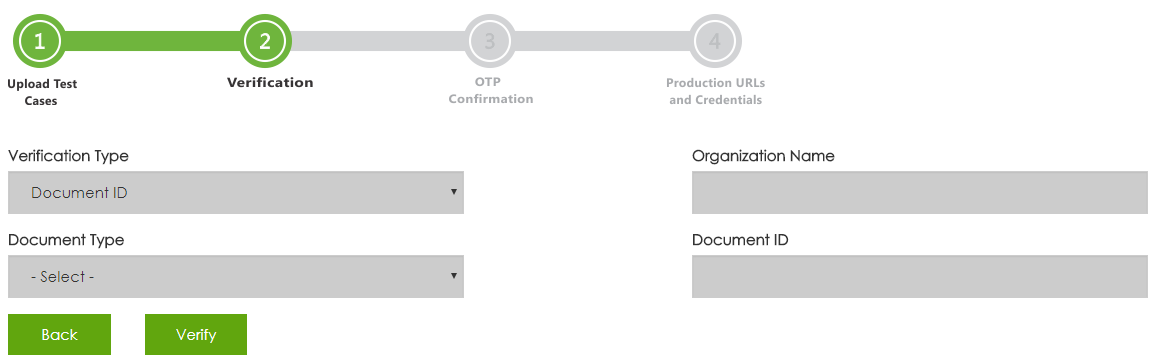 1
2
3
4
Upload Test
Cases
Verification
OTP
Confirmation
Production URLs
and Credentials
Verification Type
Organization Name
Document ID
Document Type
Document ID
- Select -
Back
Verify